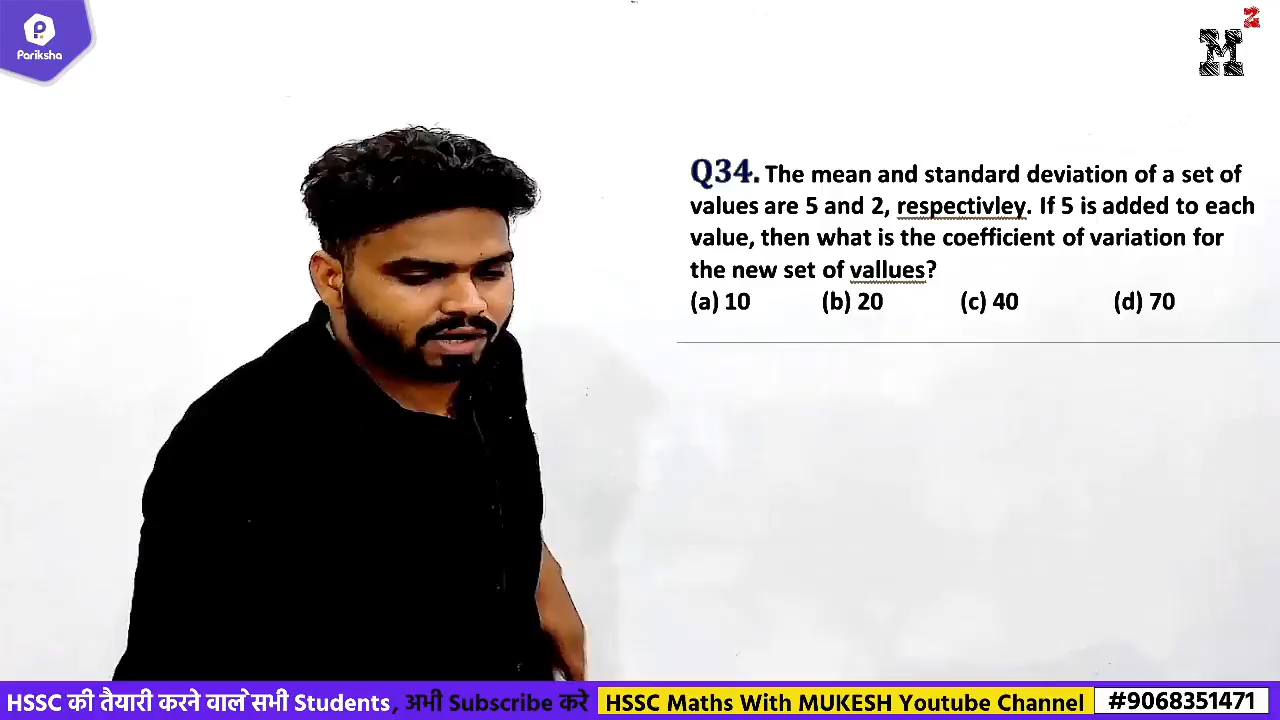 Pariksha
M²
Q34. The mean and standard deviation of a set of
values are 5 and 2, respectivley. If 5 is added to each
value, then what is the coefficient of variation for
the new set of vallues?
(a) 10 (b) 20 (c) 40 (d) 70
HSSC की तैयारी करने वाले सभी Students, अभी Subscribe करे HSSC Maths With MUKESH Youtube Channel #9068351471